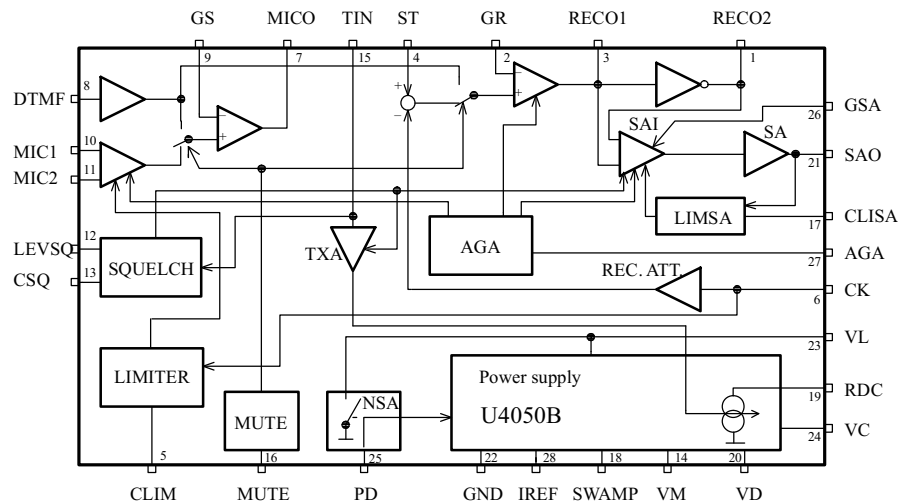 GS MICO TIN ST GR RECO1 RECO2
9 7 15 4 2 3 1
8
DTMF
+
−
−
+
GSA
26
10
MIC1
−
+
SAI
SA
11
MIC2
SAO
21
LIMSA
CLISA
17
12
LEVSQ
SQUELCH
TXA
AGA
AGA
27
13
CSQ
REC. ATT.
CK
6
VL
23
LIMITER
Power supply
NSA
U4050B
RDC
19
MUTE
VC
24
5 16 25 22 28 18 14 20
CLIM MUTE PD GND IREF SWAMP VM VD